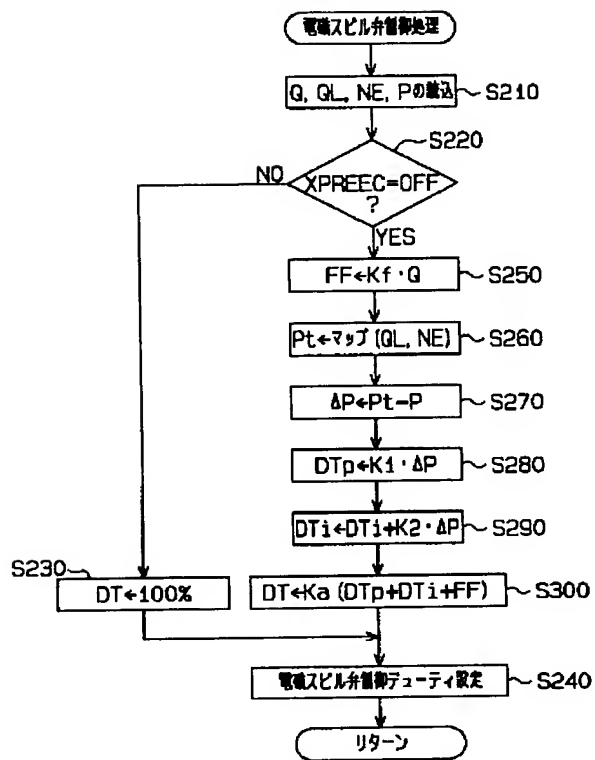 電磁スピル弁制御処理
Q, QL, NE, Pの読込
S210
S220
XPREEC=OFF
?
NO
YES
FF←Kf・Q
S250
Pt←マップ(QL, NE)
S260
ΔP←Pt−P
S270
DTp←K1・ΔP
S280
DTi←DTi+K2・ΔP
S290
S230
DT←100%
DT←Ka(DTp+DTi+FF)
S300
電磁スピル弁制御デューティ設定
S240
リターン